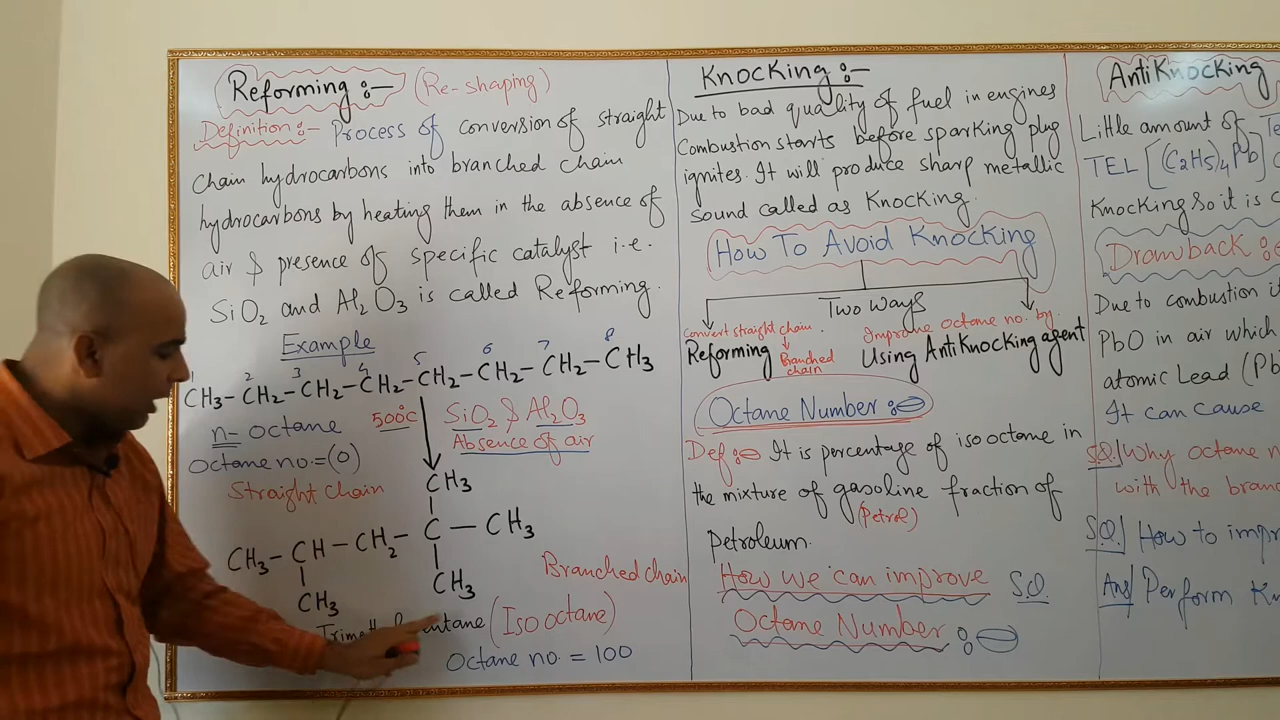 Reforming :- (Re-shaping)
Definition :- Process of conversion of straight
chain hydrocarbons into branched chain
hydrocarbons by heating them in the absence of
air & presence of specific catalyst i.e.
SiO2 and Al2O3 is called Reforming.
Example
1 2 3 4 5 6 7 8
CH3-CH2-CH2-CH2-CH2-CH2-CH2-CH3
n-octane
500°C SiO2 & Al2O3
Absence of air
Octane no.=(0)
Straight chain
CH3
CH3-CH-CH2-C-CH3
CH3 CH3
Branched chain
(Isooctane)
Octane no. = 100
Knocking :-
Due to bad quality of fuel in engines
Combustion starts before sparking plug
ignites. It will produce sharp metallic
sound called as Knocking.
How To Avoid Knocking
Two Ways
Convert straight chain.
Branched
chain
Reforming
Improve octane no. by
Using AntiKnocking agent
Octane Number :-
Def :- It is percentage of isooctane in
the mixture of gasoline fraction of
(Petrol)
Petroleum.
How we can improve S.Q.
Octane Number :-
AntiKnocking
Little amount of
TEL [(C2H5)4Pb]
Knocking So it is
Drawback :-
Due to combustion
PbO in air which
atomic Lead (Pb
It can cause
S.Q. Why octane
with the
S.Q. How to
Ans Perform